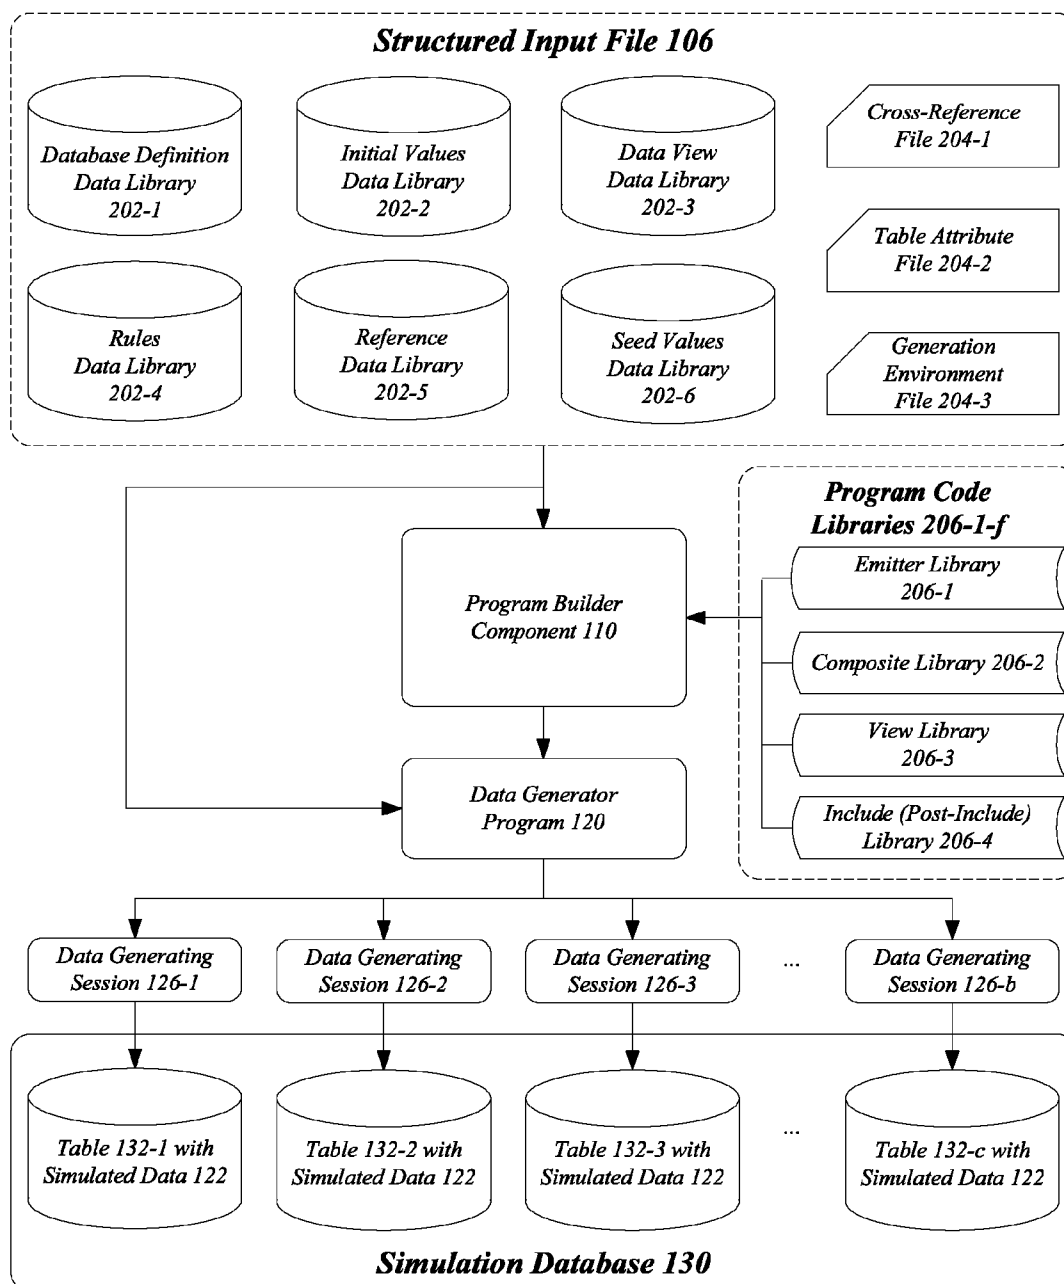 Structured Input File 106
Database Definition
Data Library
202-1
Initial Values
Data Library
202-2
Data View
Data Library
202-3
Cross-Reference
File 204-1
Table Attribute
File 204-2
Rules
Data Library
202-4
Reference
Data Library
202-5
Seed Values
Data Library
202-6
Generation
Environment
File 204-3
Program Code
Libraries 206-1-f
Emitter Library
206-1
Composite Library 206-2
View Library
206-3
Include (Post-Include)
Library 206-4
Program Builder
Component 110
Data Generator
Program 120
Data Generating
Session 126-1
Data Generating
Session 126-2
Data Generating
Session 126-3
...
Data Generating
Session 126-b
Table 132-1 with
Simulated Data 122
Table 132-2 with
Simulated Data 122
Table 132-3 with
Simulated Data 122
...
Table 132-c with
Simulated Data 122
Simulation Database 130